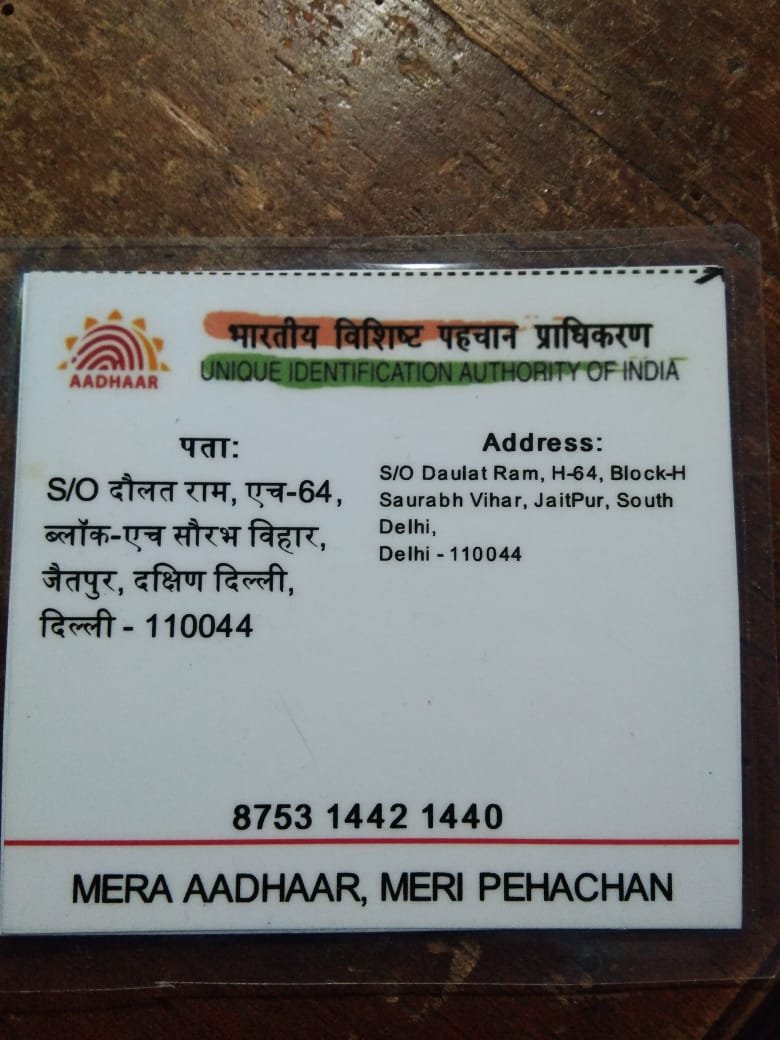 AADHAAR
भारतीय विशिष्ट पहचान प्राधिकरण
UNIQUE IDENTIFICATION AUTHORITY OF INDIA
पता:
S/O दौलत राम, एच-64,
ब्लॉक-एच सौरभ विहार,
जैतपुर, दक्षिण दिल्ली,
दिल्ली - 110044
Address:
S/O Daulat Ram, H-64, Block-H
Saurabh Vihar, JaitPur, South
Delhi,
Delhi - 110044
8753 1442 1440
MERA AADHAAR, MERI PEHACHAN